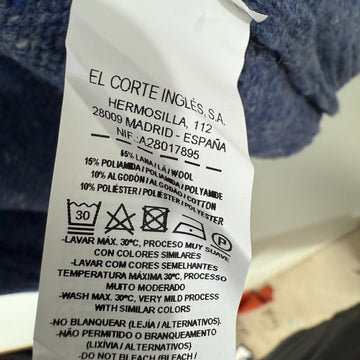 EL CORTE INGLÉS, S.A.
HERMOSILLA, 112
28009 MADRID - ESPAÑA
NIF: A28017895
65% LANA / LÃ / WOOL
15% POLIAMIDA / POLIAMIDA / POLYAMIDE
10% ALGODÓN / ALGODÃO / COTTON
10% POLIÉSTER / POLIÉSTER / POLYESTER
30
P
-LAVAR MÁX. 30ºC, PROCESO MUY SUAVE
CON COLORES SIMILARES
-LAVAR COM CORES SEMELHANTES
TEMPERATURA MÁXIMA 30ºC, PROCESSO
MUITO MODERADO
-WASH MAX. 30ºC, VERY MILD PROCESS
WITH SIMILAR COLORS
-NO BLANQUEAR (LEJÍA / ALTERNATIVOS).
-NÃO PERMITIDO O BRANQUEAMENTO
(LIXÍVIA / ALTERNATIVAS)
-DO NOT BLEACH (BLEACH /